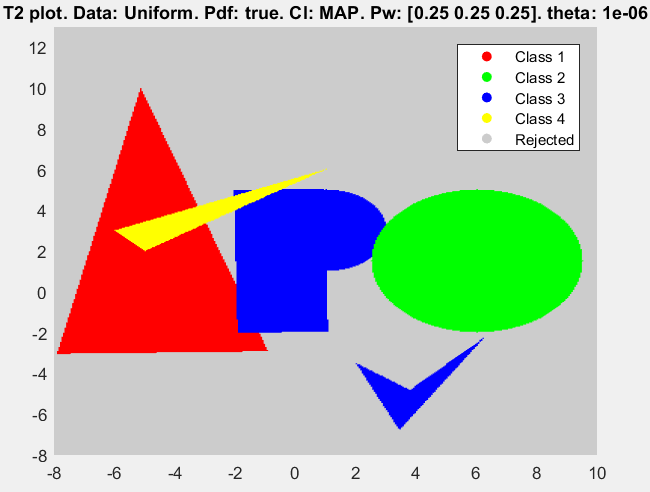 T2 plot. Data: Uniform. Pdf: true. Cl: MAP. Pw: [0.25 0.25 0.25]. theta: 1e-06
12
10
8
6
4
2
0
-2
-4
-6
-8
Class 1
Class 2
Class 3
Class 4
Rejected
-8 -6 -4 -2 0 2 4 6 8 10